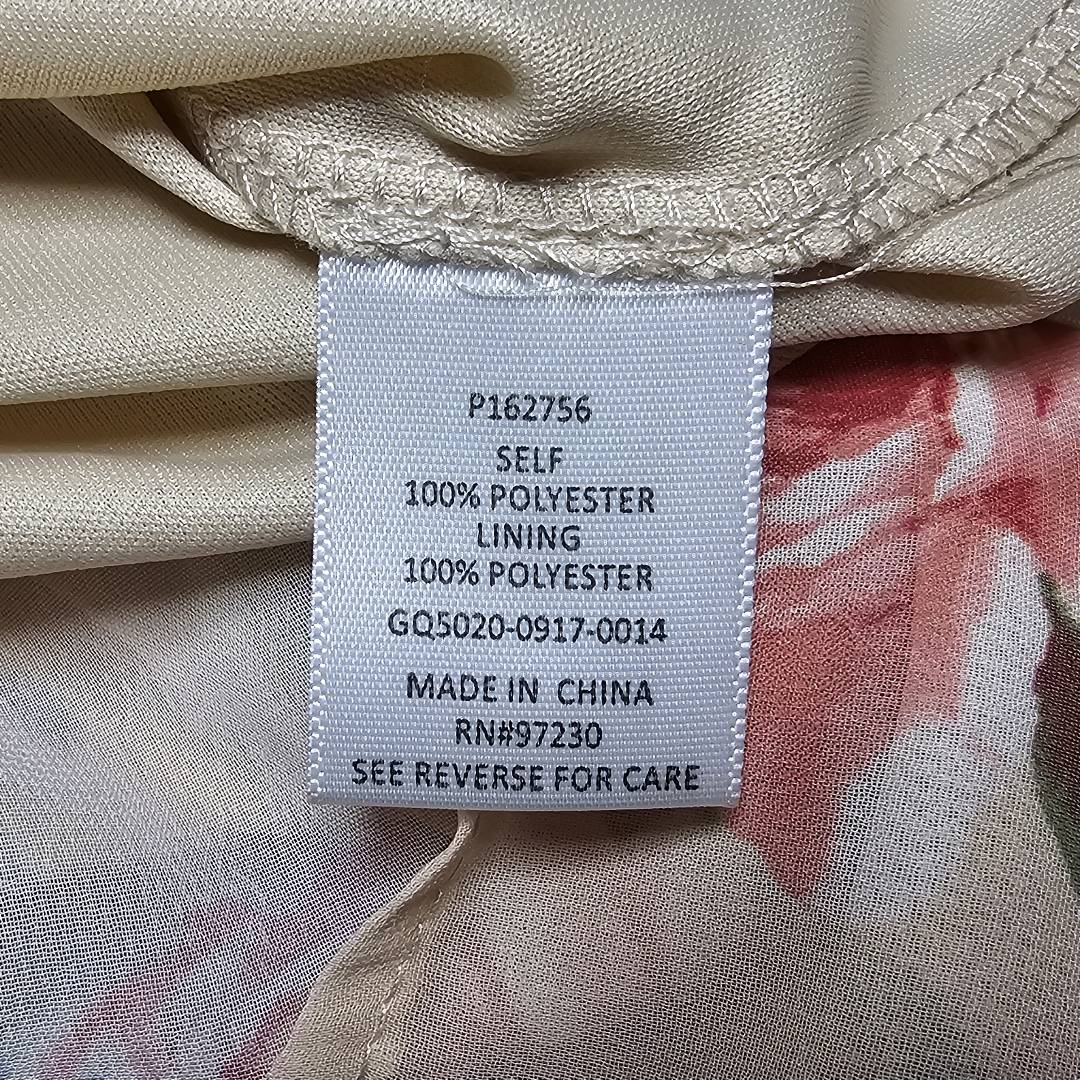 P162756
SELF
100% POLYESTER
LINING
100% POLYESTER
GQ5020-0917-0014
MADE IN CHINA
RN#97230
SEE REVERSE FOR CARE